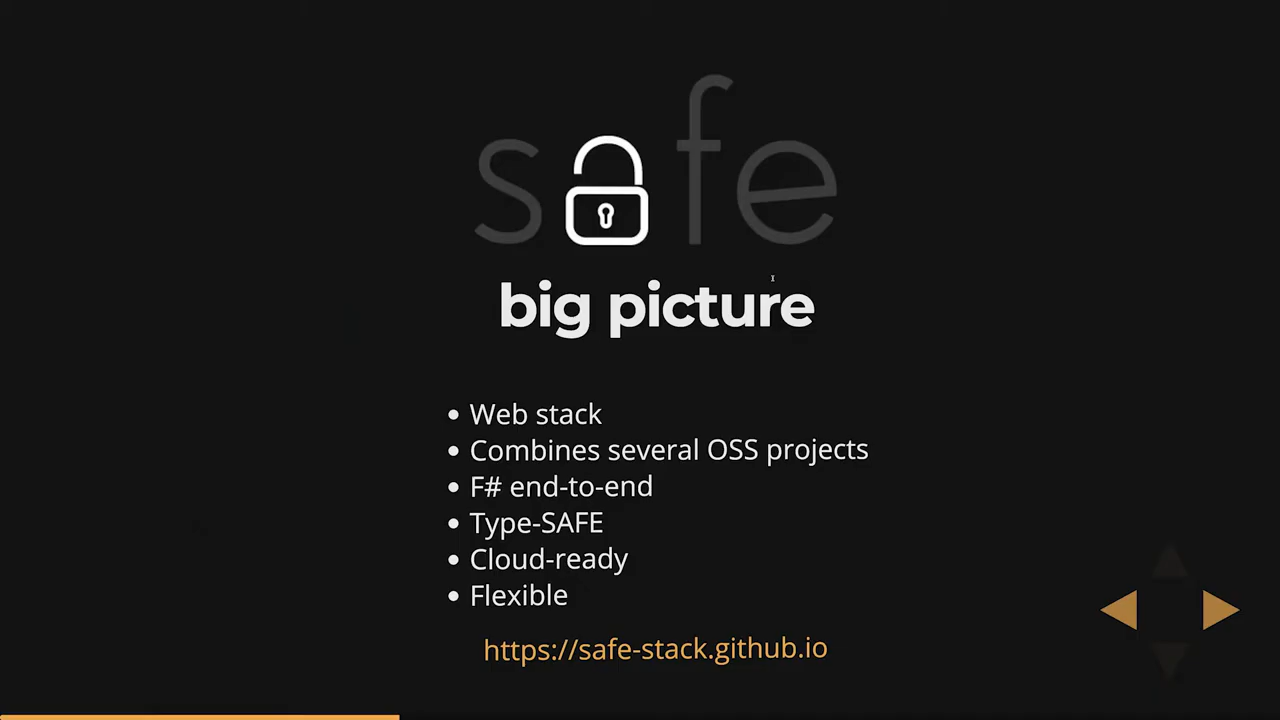 safe
big picture
Web stack
Combines several OSS projects
F# end-to-end
Type-SAFE
Cloud-ready
Flexible
https://safe-stack.github.io